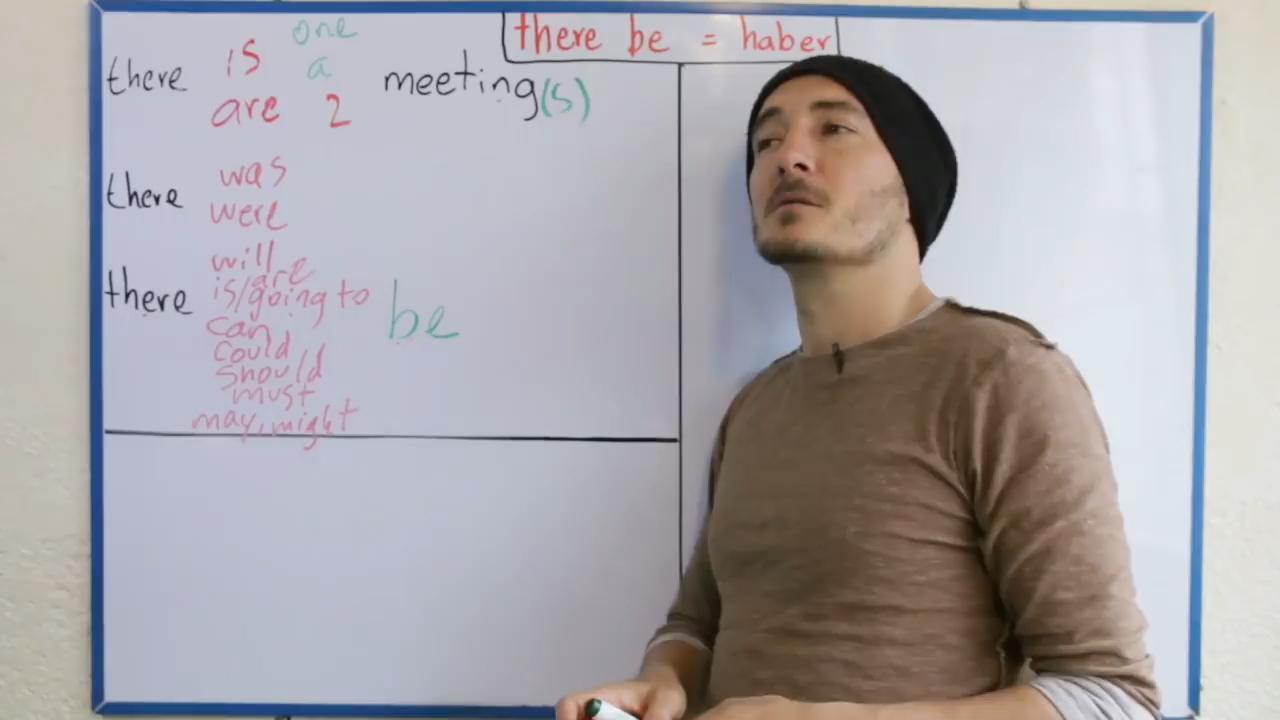 there be = haber
one
there is a meeting(s)
are 2
there was
were
will
there is/are going to be
can
could
should
must
may, might